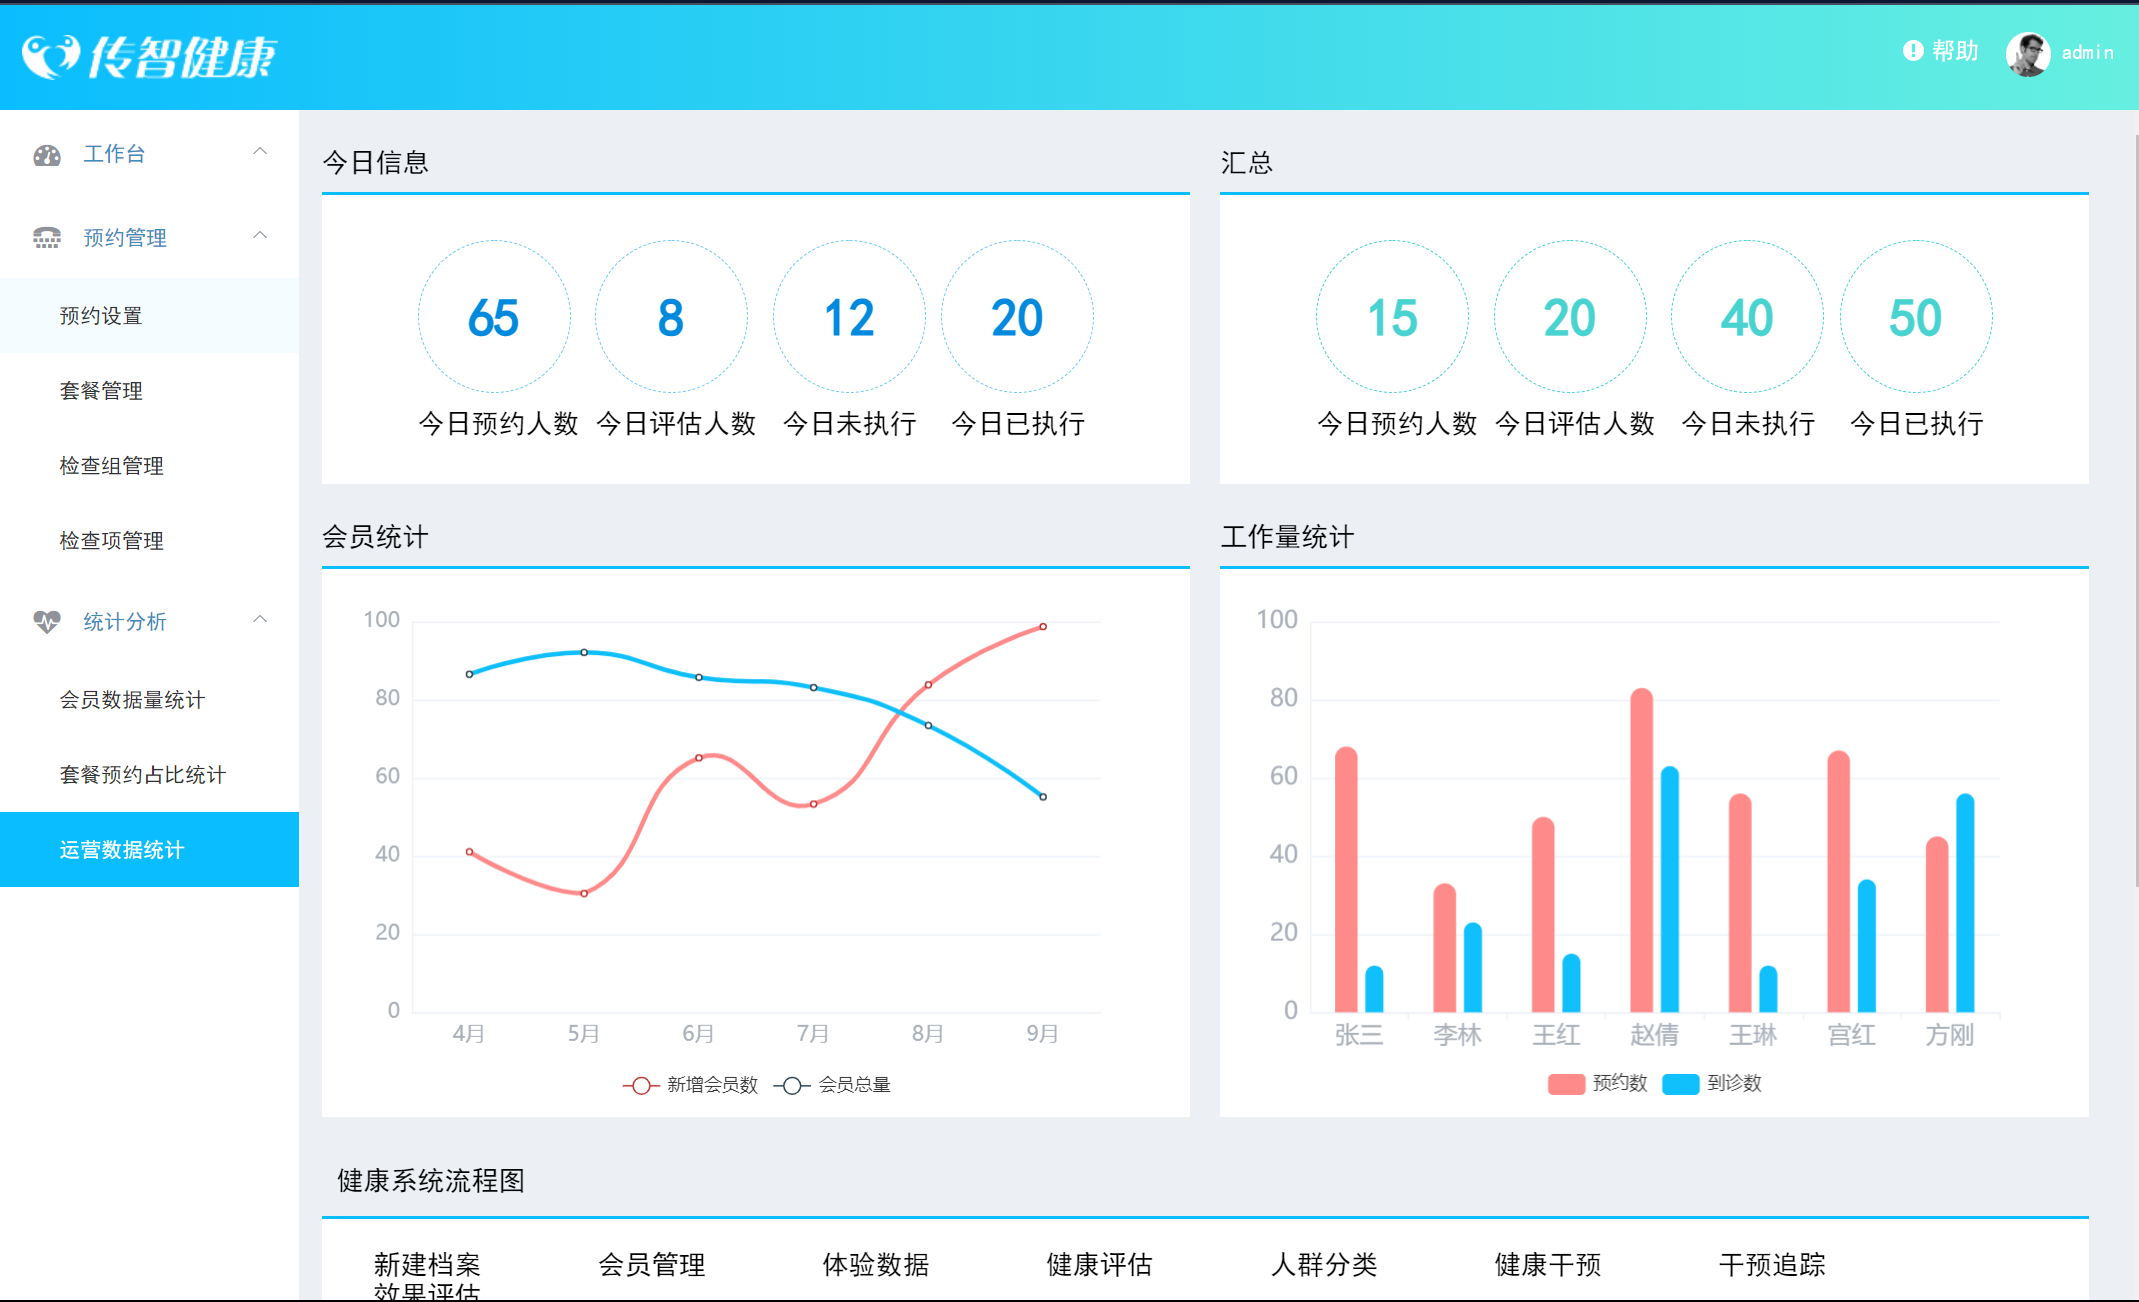 传智健康
帮助
admin
工作台
预约管理
预约设置
套餐管理
检查组管理
检查项管理
统计分析
会员数据量统计
套餐预约占比统计
运营数据统计
今日信息
65 8 12 20
今日预约人数 今日评估人数 今日未执行 今日已执行
汇总
15 20 40 50
今日预约人数 今日评估人数 今日未执行 今日已执行
会员统计
100
80
60
40
20
0
4月 5月 6月 7月 8月 9月
新增会员数 会员总量
工作量统计
100
80
60
40
20
0
张三 李林 王红 赵倩 王琳 宫红 方刚
预约数 到诊数
健康系统流程图
新建档案 会员管理 体验数据 健康评估 人群分类 健康干预 干预追踪
效果评估